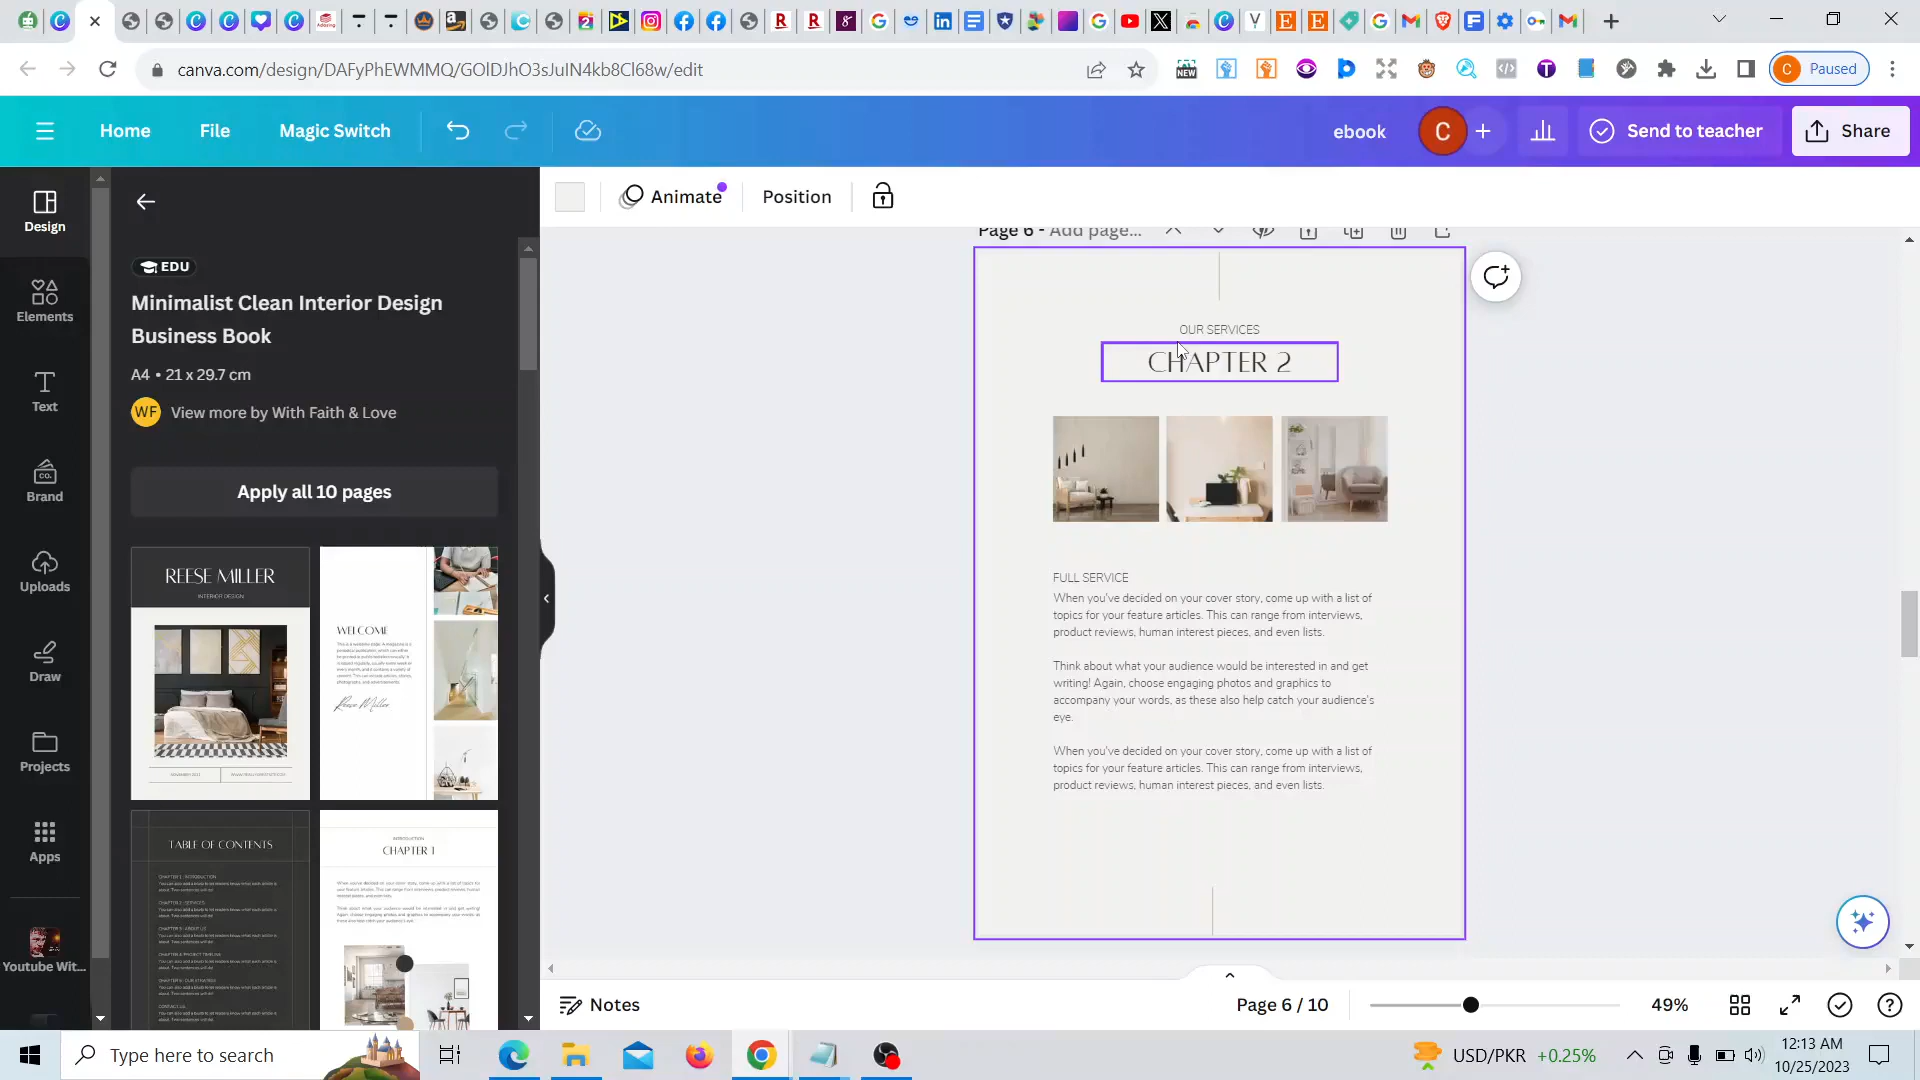 canva.com/design/DAFyPhEWMMQ/GOlDJhO3sJuIN4kb8Cl68w/edit
NEW
C Paused
Home
File
Magic Switch
ebook
C
Send to teacher
Share
Design
Elements
Text
Brand
Uploads
Draw
Projects
Apps
Youtube Wit...
EDU
Minimalist Clean Interior Design
Business Book
A4 • 21 x 29.7 cm
WF View more by With Faith & Love
Apply all 10 pages
REESE MILLER
INTERIOR DESIGN
WELCOME
Reese Miller
TABLE OF CONTENTS
CHAPTER 1
Animate
Position
Page 6 - Add page...
OUR SERVICES
CHAPTER 2
FULL SERVICE
When you've decided on your cover story, come up with a list of
topics for your feature articles. This can range from interviews,
product reviews, human interest pieces, and even lists.
Think about what your audience would be interested in and get
writing! Again, choose engaging photos and graphics to
accompany your words, as these also help catch your audience's
eye.
When you've decided on your cover story, come up with a list of
topics for your feature articles. This can range from interviews,
product reviews, human interest pieces, and even lists.
Notes
Page 6 / 10
49%
Type here to search
USD/PKR +0.25%
12:13 AM
10/25/2023